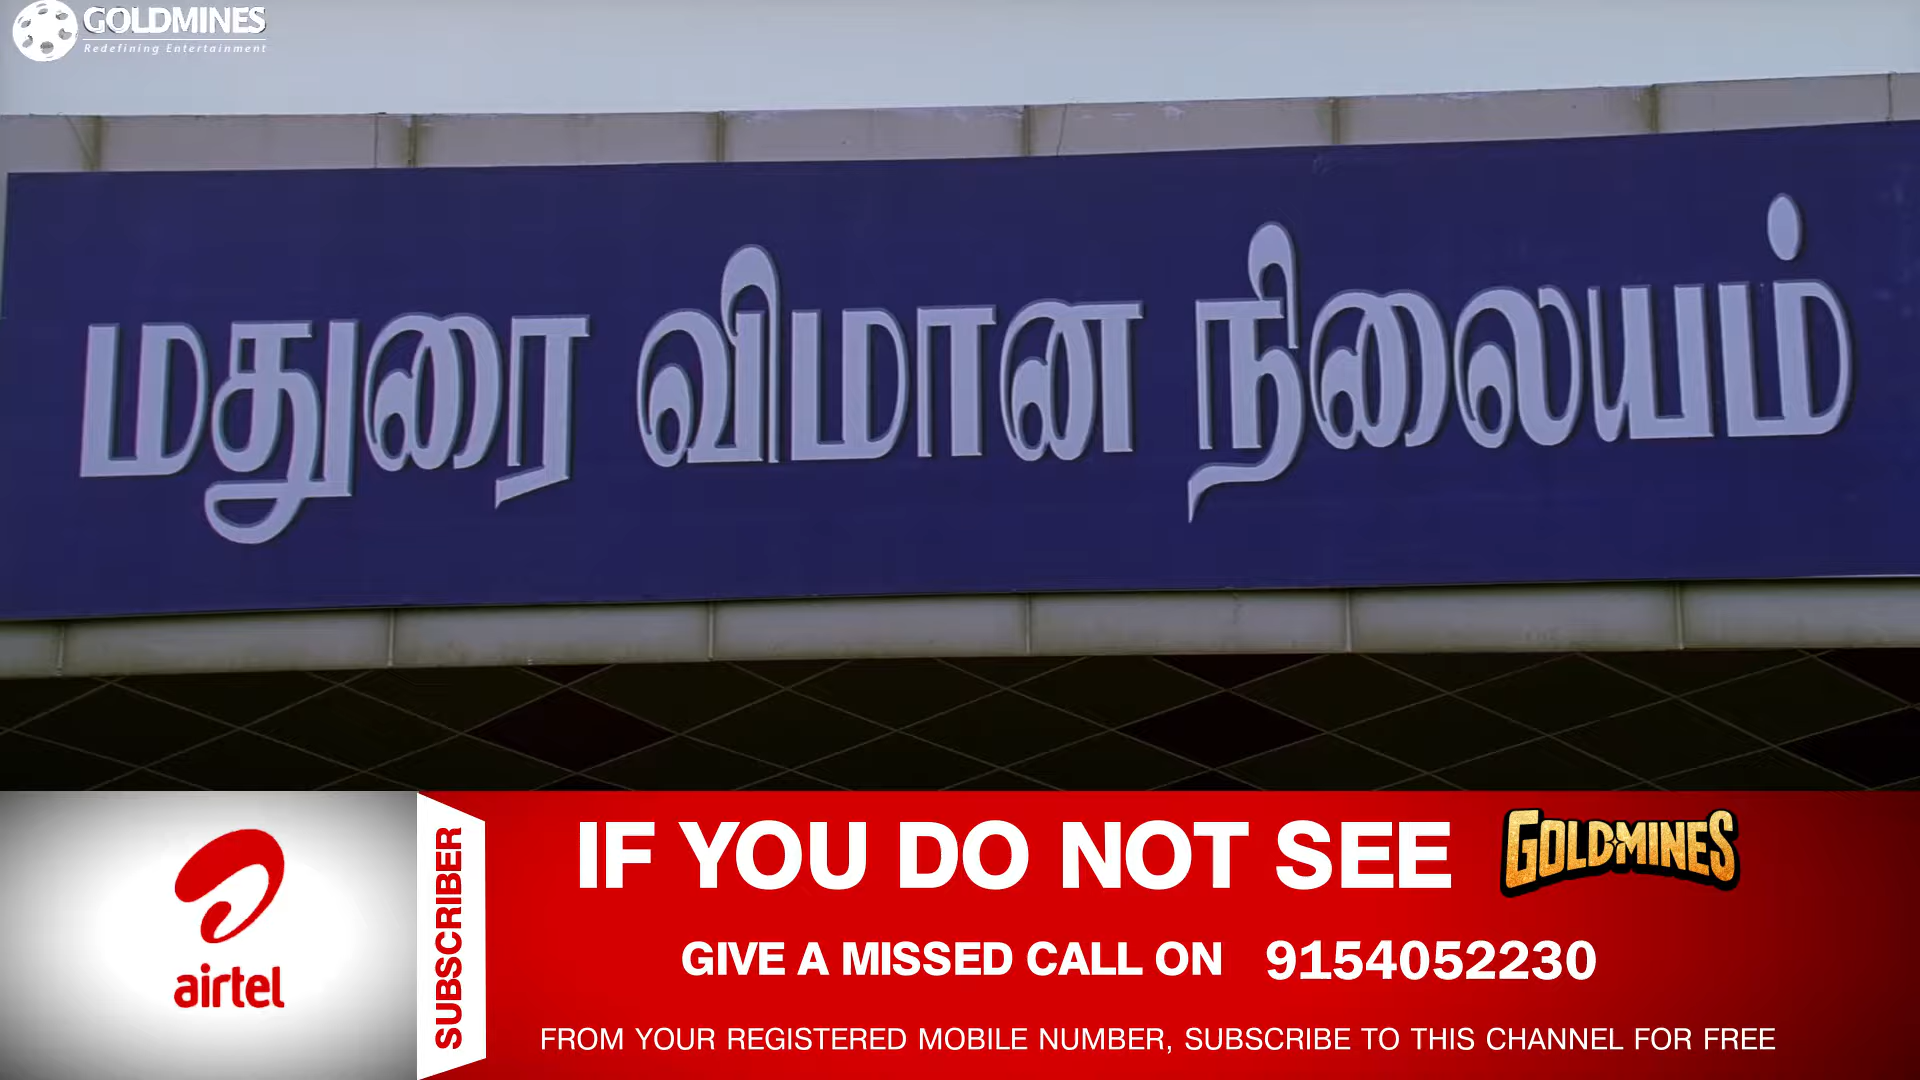 GOLDMINES
Redefining Entertainment
மதுரை விமான நிலையம்
airtel
SUBSCRIBER
IF YOU DO NOT SEE GOLDMINES
GIVE A MISSED CALL ON 9154052230
FROM YOUR REGISTERED MOBILE NUMBER, SUBSCRIBE TO THIS CHANNEL FOR FREE